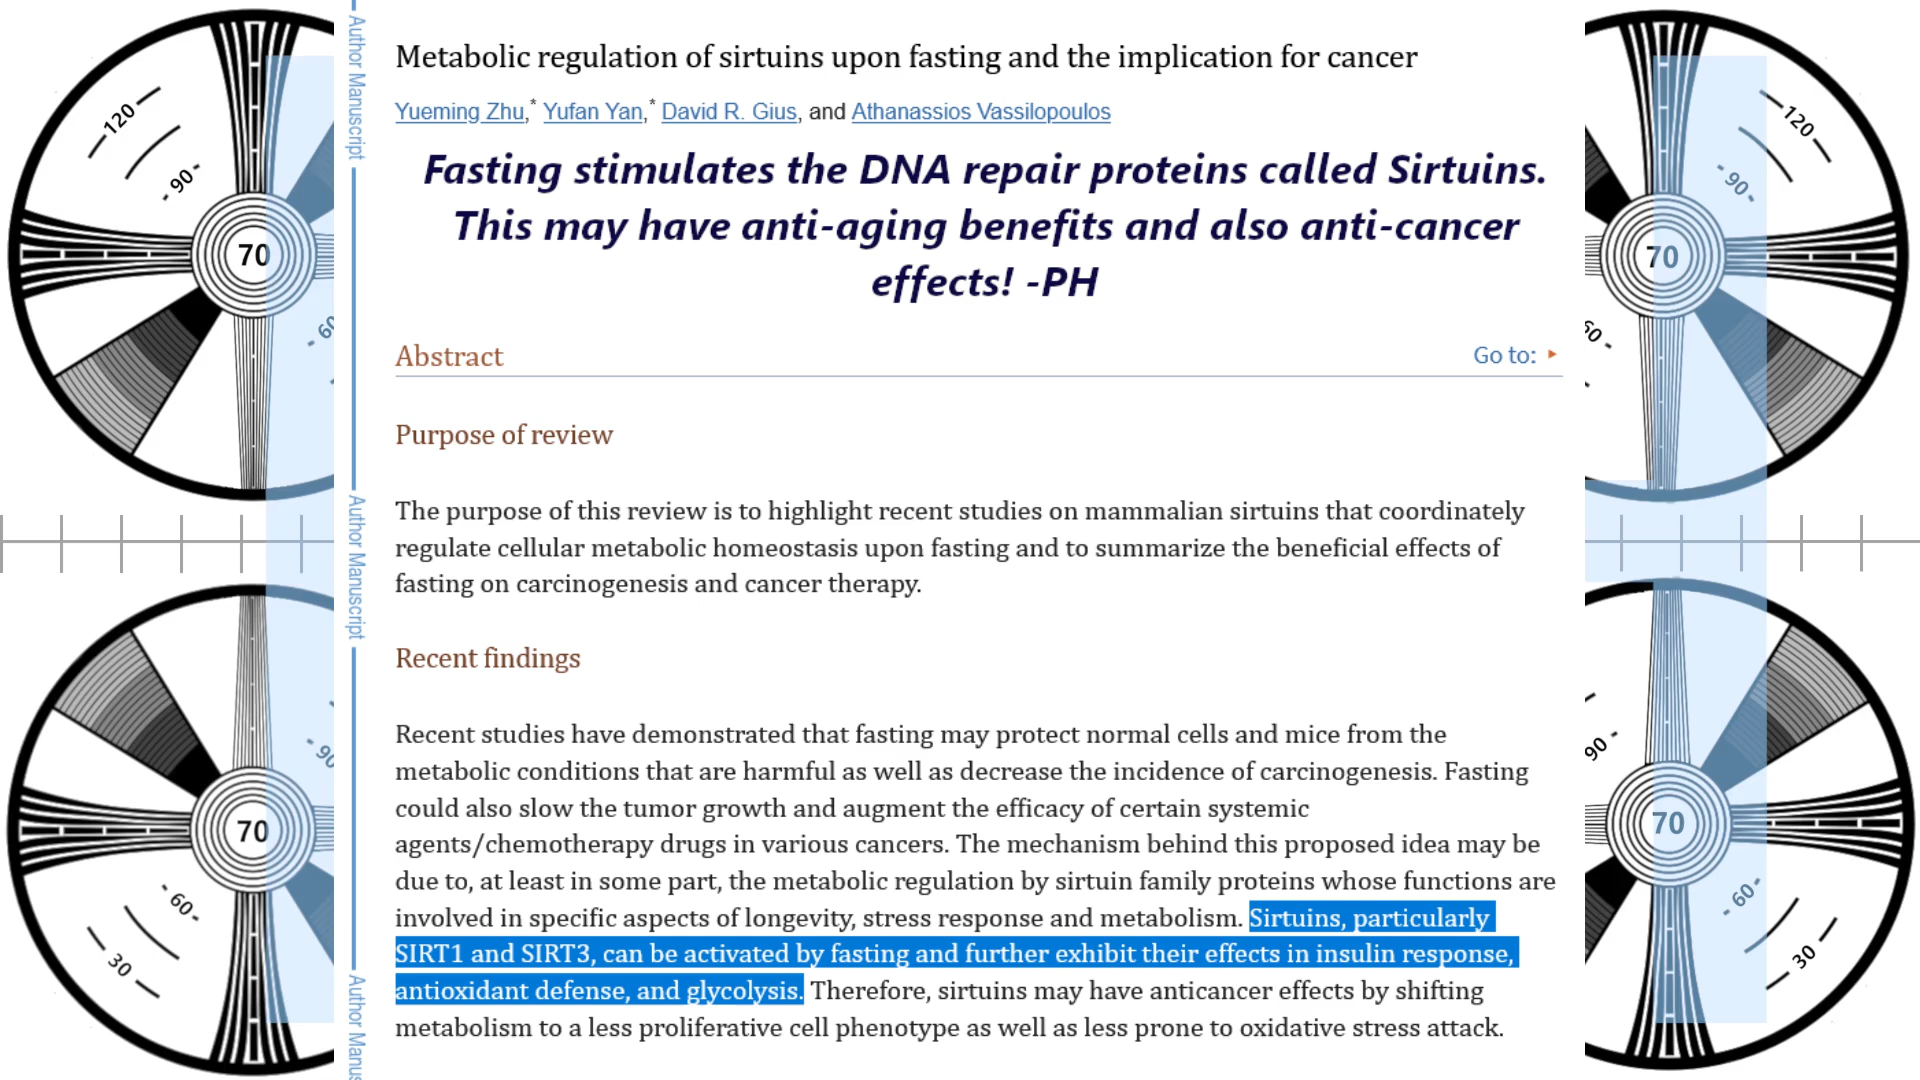 Metabolic regulation of sirtuins upon fasting and the implication for cancer
Yueming Zhu,* Yufan Yan,* David R. Gius, and Athanassios Vassilopoulos
Fasting stimulates the DNA repair proteins called Sirtuins.
This may have anti-aging benefits and also anti-cancer
effects! -PH
Abstract
Go to:
Purpose of review
The purpose of this review is to highlight recent studies on mammalian sirtuins that coordinately
regulate cellular metabolic homeostasis upon fasting and to summarize the beneficial effects of
fasting on carcinogenesis and cancer therapy.
Recent findings
Recent studies have demonstrated that fasting may protect normal cells and mice from the
metabolic conditions that are harmful as well as decrease the incidence of carcinogenesis. Fasting
could also slow the tumor growth and augment the efficacy of certain systemic
agents/chemotherapy drugs in various cancers. The mechanism behind this proposed idea may be
due to, at least in some part, the metabolic regulation by sirtuin family proteins whose functions are
involved in specific aspects of longevity, stress response and metabolism. Sirtuins, particularly
SIRT1 and SIRT3, can be activated by fasting and further exhibit their effects in insulin response,
antioxidant defense, and glycolysis. Therefore, sirtuins may have anticancer effects by shifting
metabolism to a less proliferative cell phenotype as well as less prone to oxidative stress attack.
Author Manuscript
Author Manuscript
Author Manus
120
- 90 -
70
- 60
120
- 90 -
70
60 -
- 90
70
- 60 -
30
90 -
70
- 60 -
30